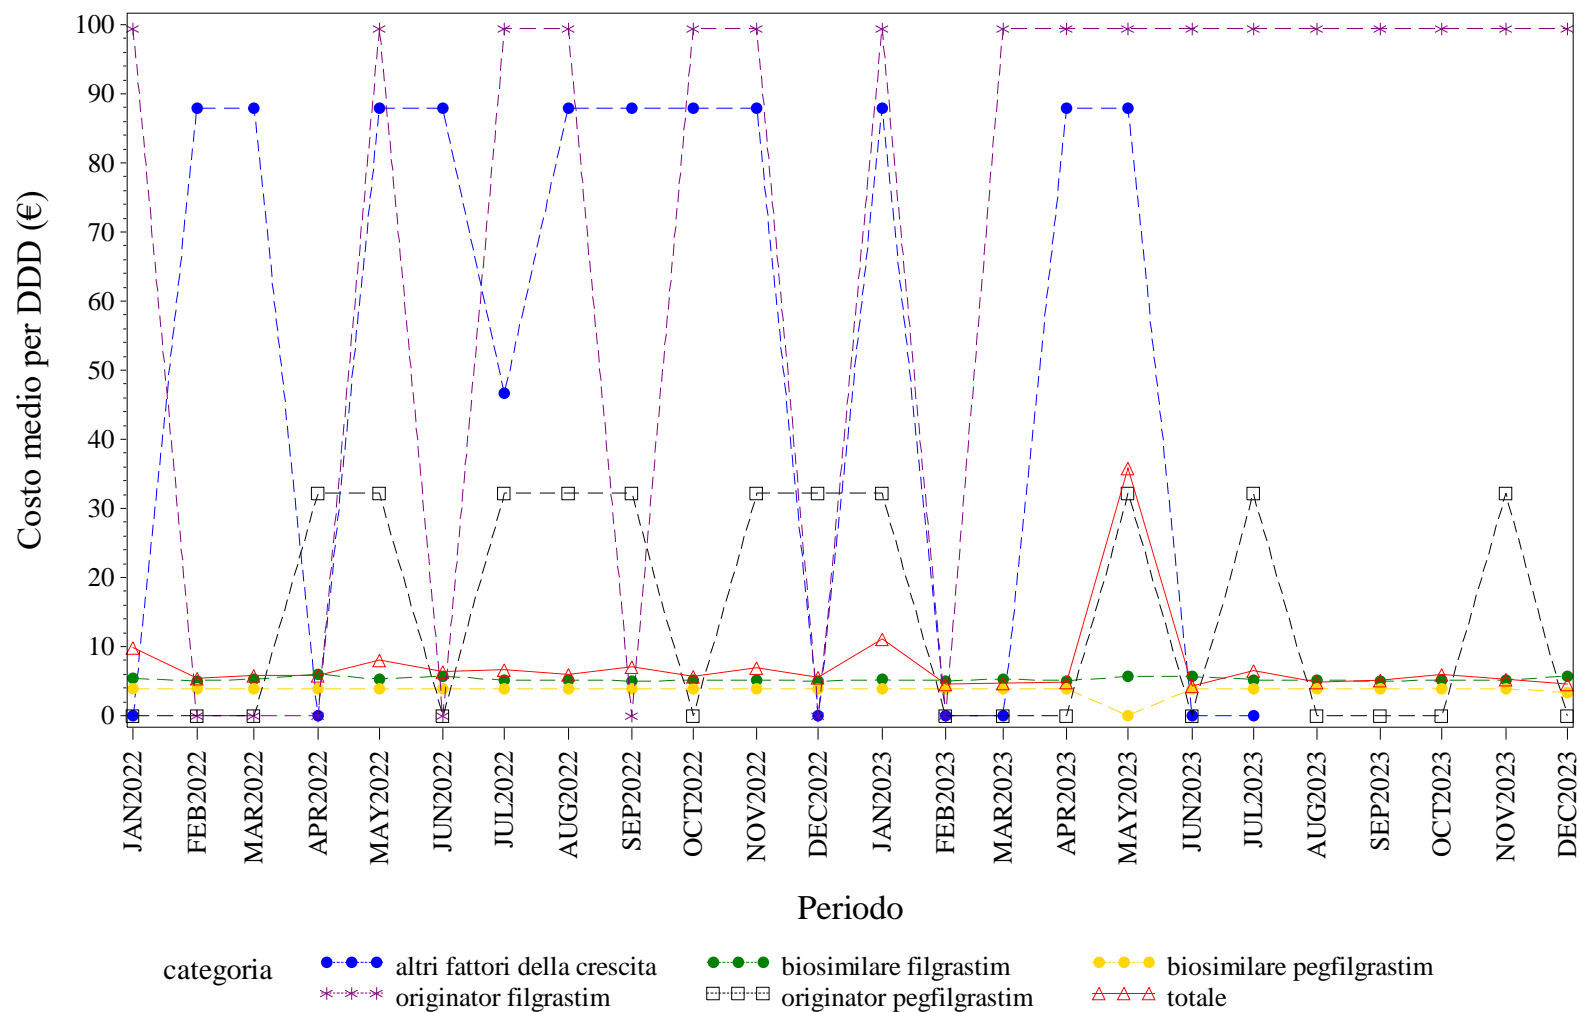 Costo medio per DDD (€)
100
90
80
70
60
50
40
30
20
10
0
JAN2022
FEB2022
MAR2022
APR2022
MAY2022
JUN2022
JUL2022
AUG2022
SEP2022
OCT2022
NOV2022
DEC2022
JAN2023
FEB2023
MAR2023
APR2023
MAY2023
JUN2023
JUL2023
AUG2023
SEP2023
OCT2023
NOV2023
DEC2023
Periodo
categoria
altri fattori della crescita
biosimilare filgrastim
biosimilare pegfilgrastim
originator filgrastim
originator pegfilgrastim
totale